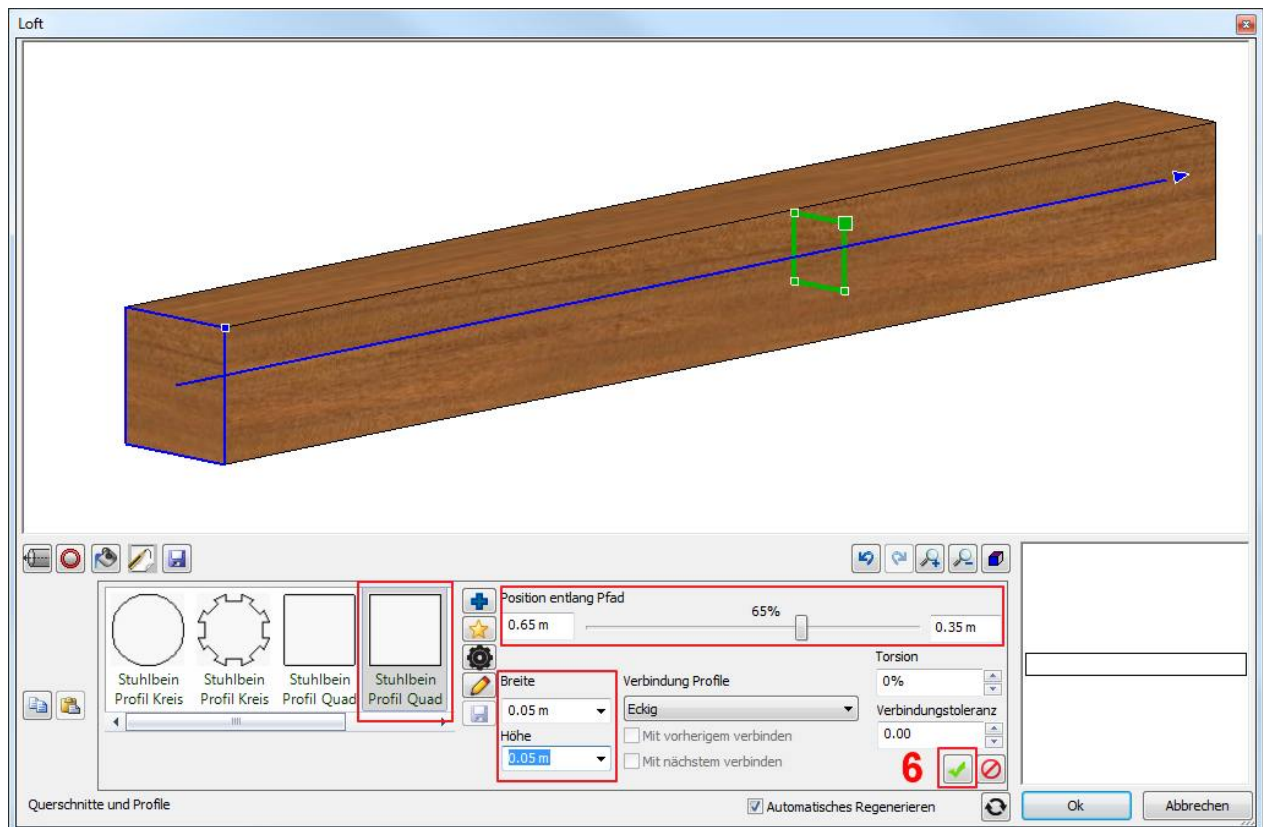 Loft
Position entlang Pfad
65%
0.65 m
0.35 m
Stuhlbein
Profil Kreis
Stuhlbein
Profil Kreis
Stuhlbein
Profil Quad
Stuhlbein
Profil Quad
Breite
0.05 m
Höhe
0.05 m
Verbindung Profile
Eckig
Mit vorherigem verbinden
Mit nächstem verbinden
Torsion
0%
Verbindungstoleranz
0.00
6
Querschnitte und Profile
Automatisches Regenerieren
Ok
Abbrechen